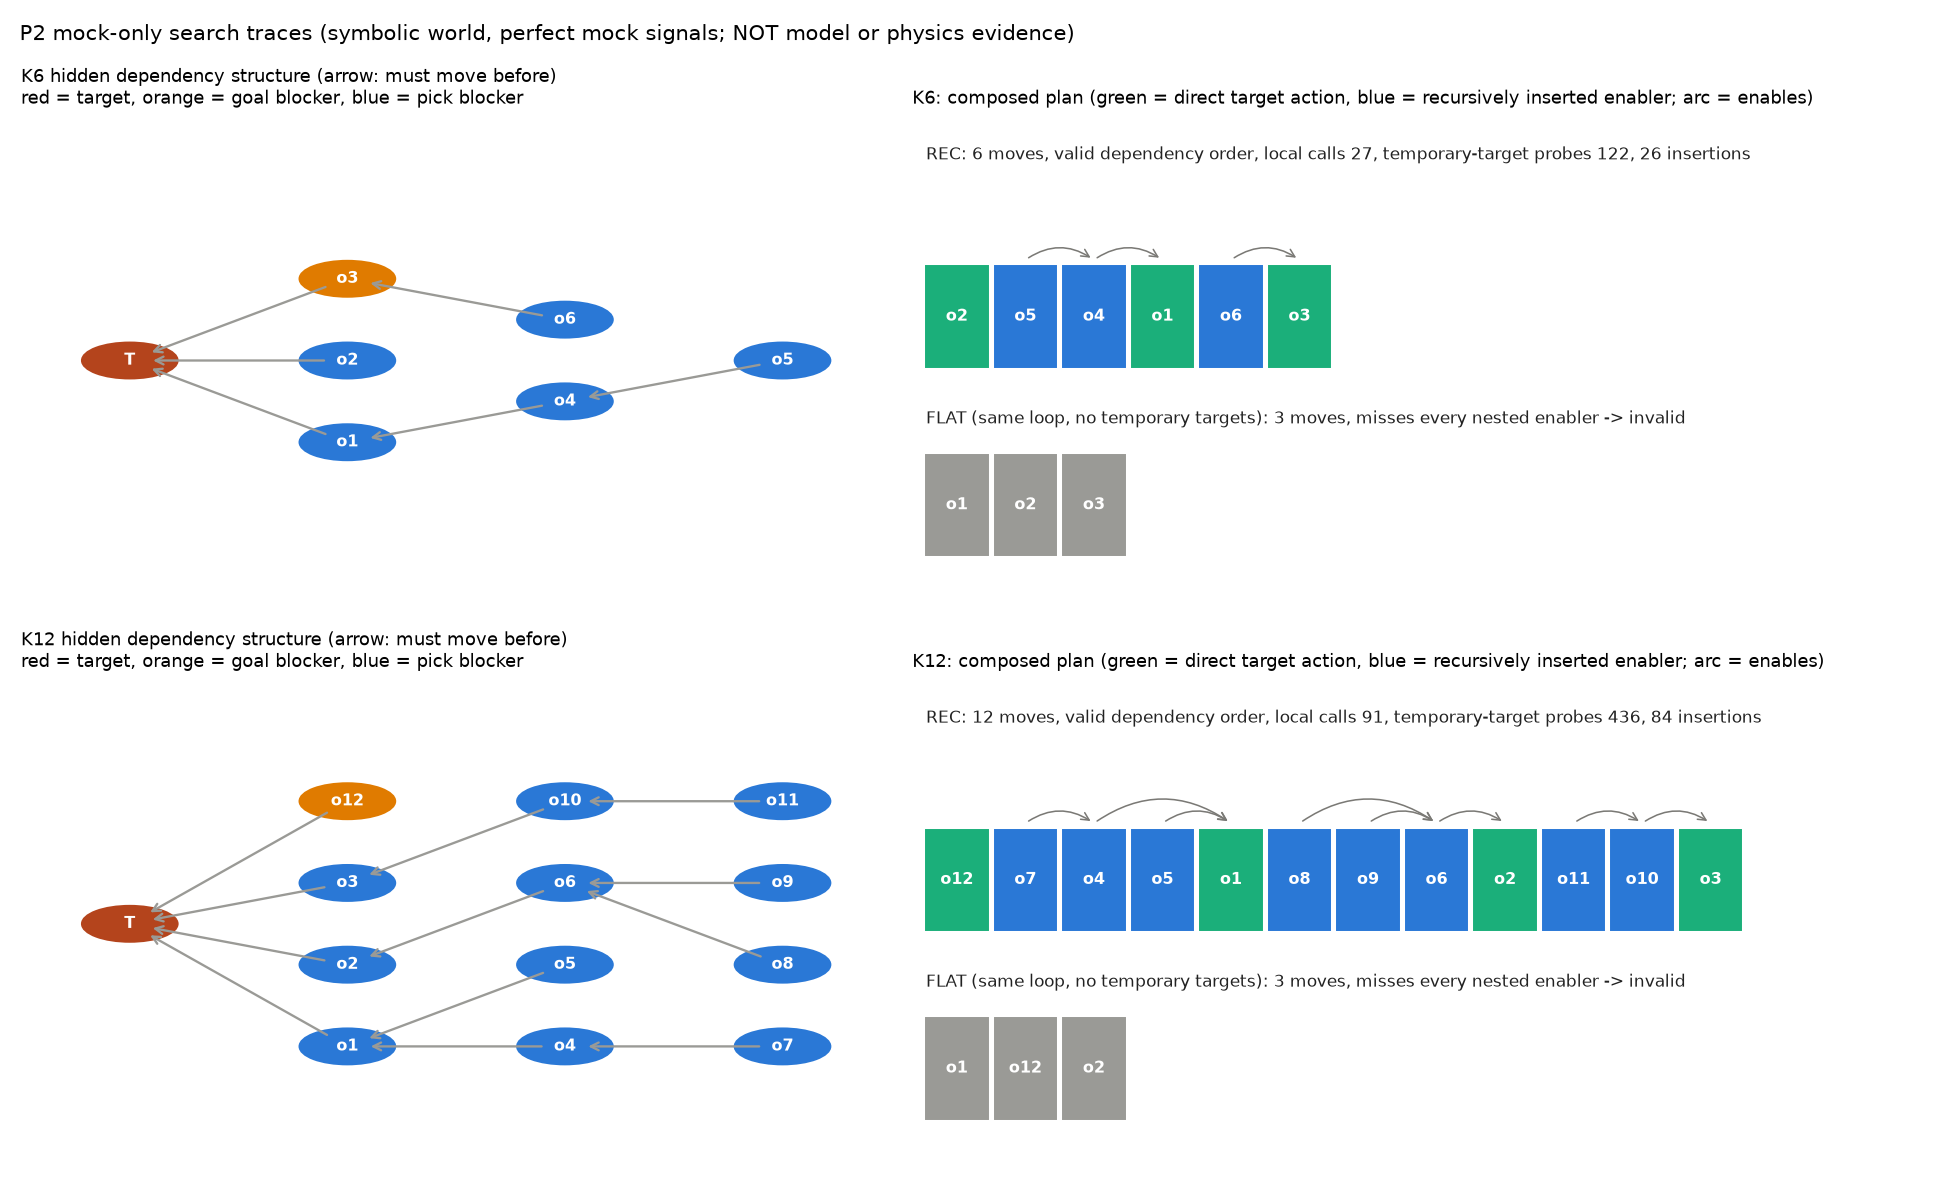 P2 mock-only search traces (symbolic world, perfect mock signals; NOT model or physics evidence)
K6 hidden dependency structure (arrow: must move before)
red = target, orange = goal blocker, blue = pick blocker
o3
o6
T
o2
o5
o4
o1
K6: composed plan (green = direct target action, blue = recursively inserted enabler; arc = enables)
REC: 6 moves, valid dependency order, local calls 27, temporary-target probes 122, 26 insertions
o2 o5 o4 o1 o6 o3
FLAT (same loop, no temporary targets): 3 moves, misses every nested enabler -> invalid
o1 o2 o3
K12 hidden dependency structure (arrow: must move before)
red = target, orange = goal blocker, blue = pick blocker
o12 o10 o11
o3 o6 o9
T
o2 o5 o8
o1 o4 o7
K12: composed plan (green = direct target action, blue = recursively inserted enabler; arc = enables)
REC: 12 moves, valid dependency order, local calls 91, temporary-target probes 436, 84 insertions
o12 o7 o4 o5 o1 o8 o9 o6 o2 o11 o10 o3
FLAT (same loop, no temporary targets): 3 moves, misses every nested enabler -> invalid
o1 o12 o2